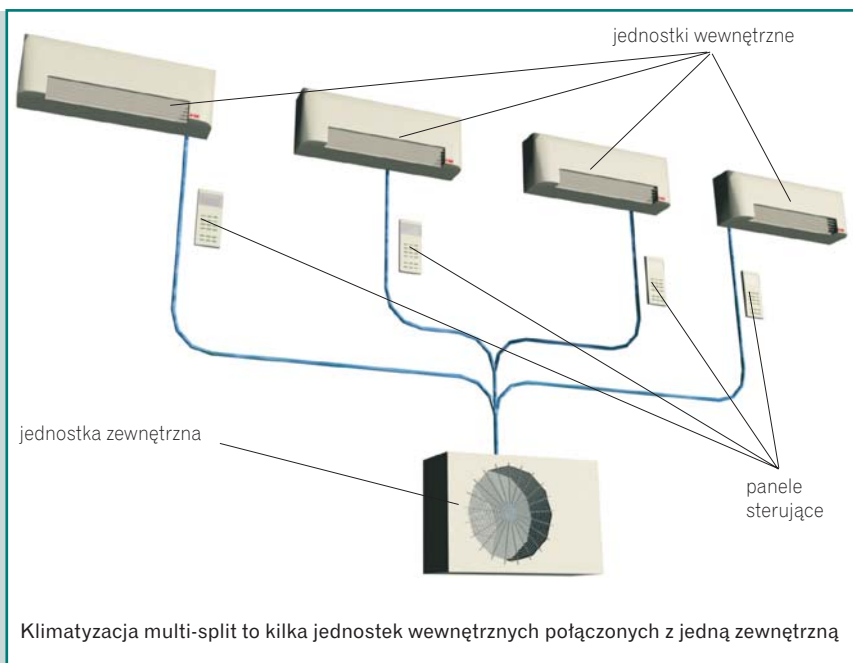 jednostki wewnętrzne
jednostka zewnętrzna
panele
sterujące
Klimatyzacja multi-split to kilka jednostek wewnętrznych połączonych z jedną zewnętrzną